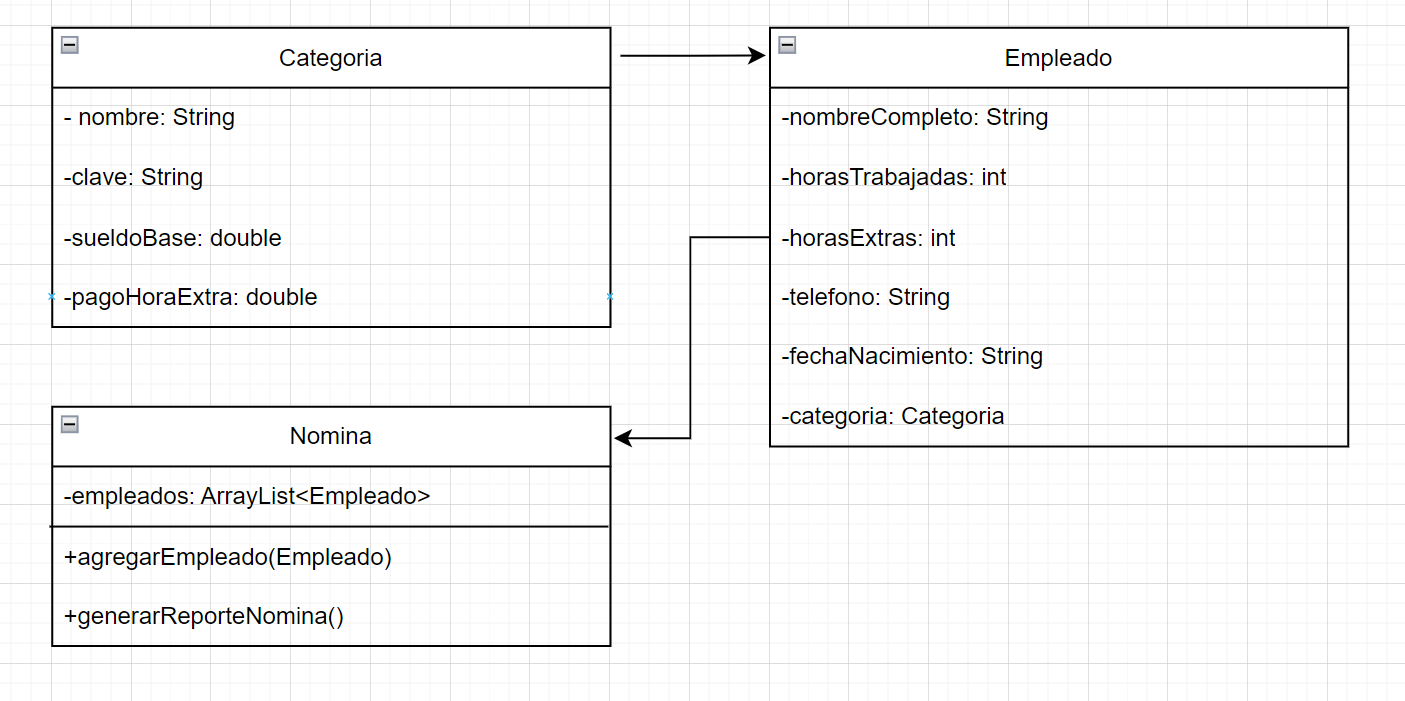 Categoria
- nombre: String
-clave: String
-sueldoBase: double
-pagoHoraExtra: double
Empleado
-nombreCompleto: String
-horasTrabajadas: int
-horasExtras: int
-telefono: String
-fechaNacimiento: String
-categoria: Categoria
Nomina
-empleados: ArrayList<Empleado>
+agregarEmpleado(Empleado)
+generarReporteNomina()